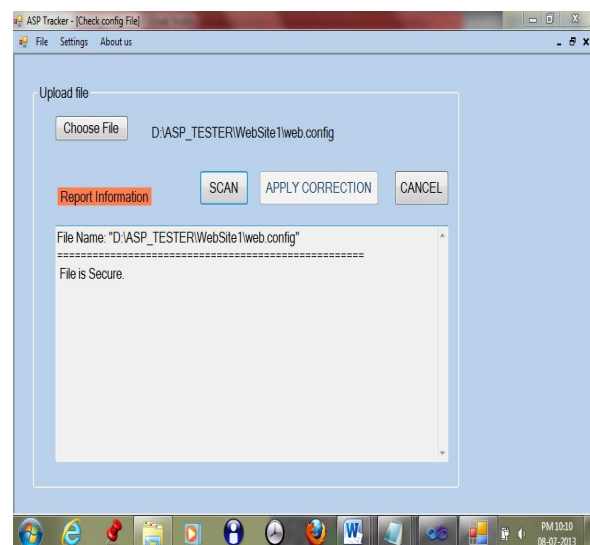 ASP Tracker - [Check config File]
File Settings About us
Upload file
Choose File D:\ASP_TESTER\WebSite1\web.config
SCAN APPLY CORRECTION CANCEL
Report Information
File Name: "D:\ASP_TESTER\WebSite1\web.config"
====================================================
File is Secure.
PM 10:10
08-07-2013